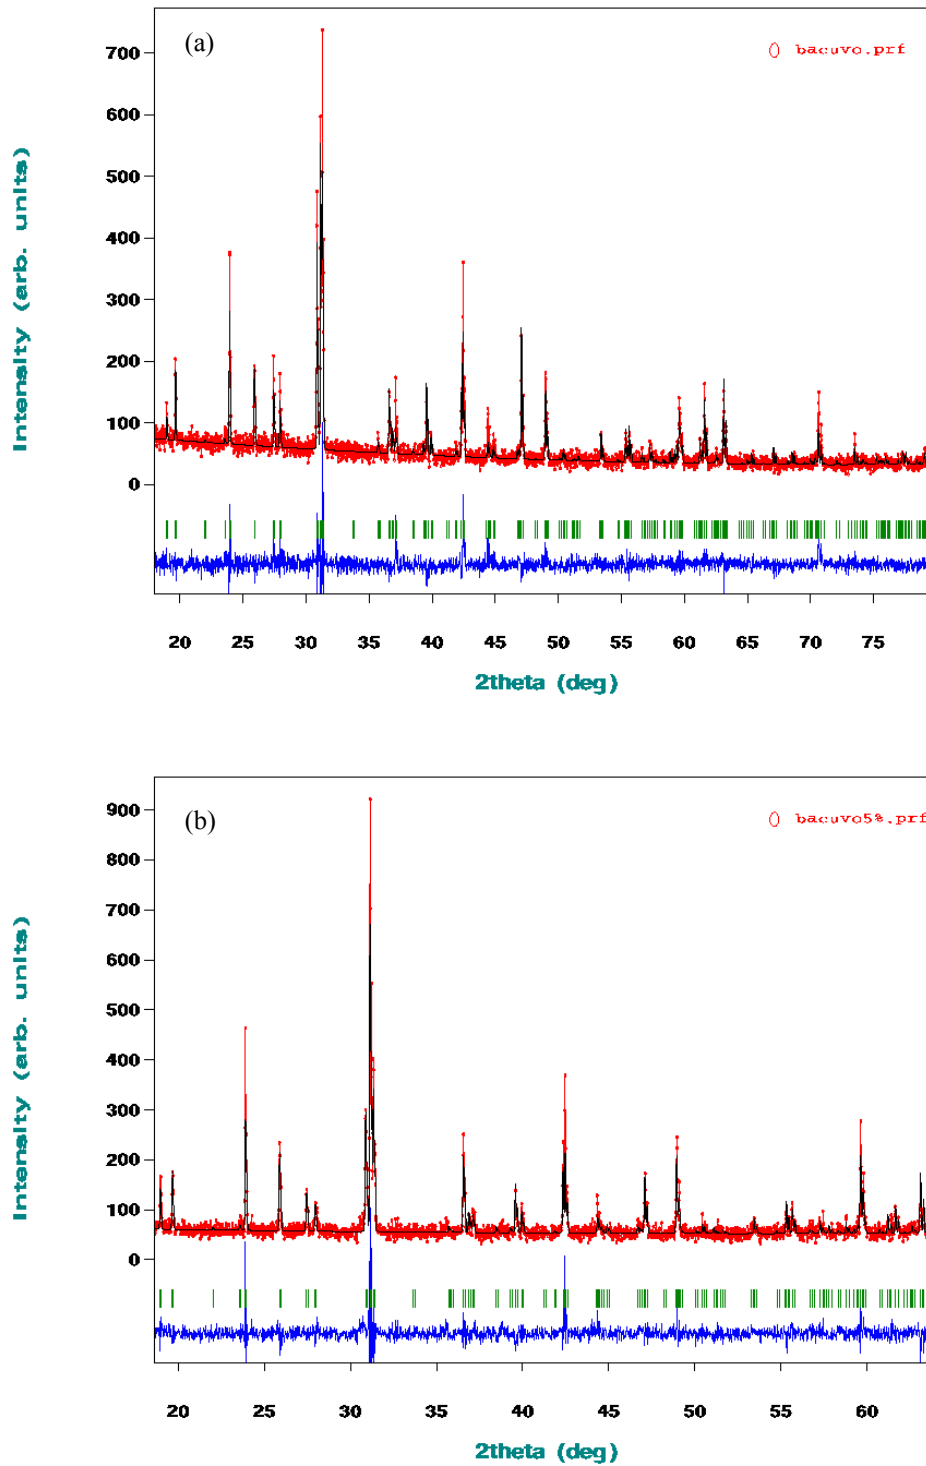 (a)
bacuvo.prf
Intensity (arb. units)
700
600
500
400
300
200
100
0
20 25 30 35 40 45 50 55 60 65 70 75
2theta (deg)
(b)
bacuvo5%.prf
Intensity (arb. units)
900
800
700
600
500
400
300
200
100
0
20 25 30 35 40 45 50 55 60
2theta (deg)